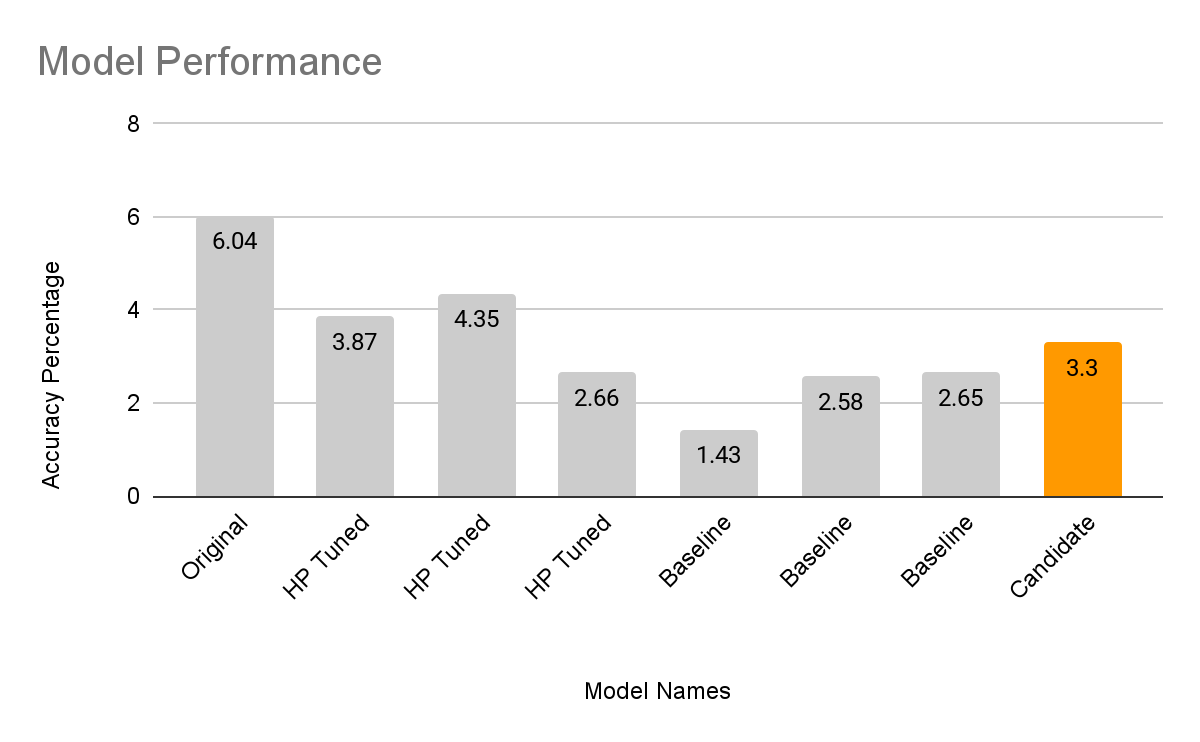 Model Performance
8
6
4
2
0
Accuracy Percentage
6.04
3.87
4.35
2.66
1.43
2.58
2.65
3.3
Original
HP Tuned
HP Tuned
HP Tuned
Baseline
Baseline
Baseline
Candidate
Model Names